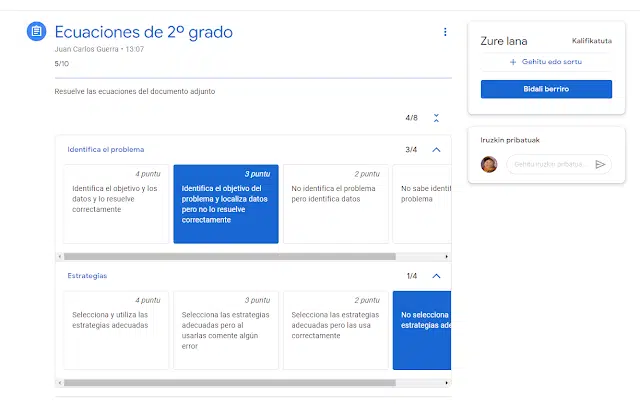 Ecuaciones de 2º grado
Juan Carlos Guerra • 13:07
5/10
Resuelve las ecuaciones del documento adjunto
4/8
Identifica el problema
3/4
4 puntu
Identifica el objetivo y los
datos y lo resuelve
correctamente
3 puntu
Identifica el objetivo del
problema y localiza datos
pero no lo resuelve
correctamente
2 puntu
No identifica el problema
pero identifica datos
No sabe identif
problema
Estrategias
1/4
4 puntu
Selecciona y utiliza las
estrategias adecuadas
3 puntu
Selecciona las estrategias
adecuadas pero al
usarlas comente algún
error
2 puntu
Selecciona las estrategias
adecuadas pero las usa
correctamente
No selecciona
estrategias ade
Zure lana
Kalifikatuta
+ Gehitu edo sortu
Bidali berriro
Iruzkin pribatuak
Gehitu iruzkin pribatua...